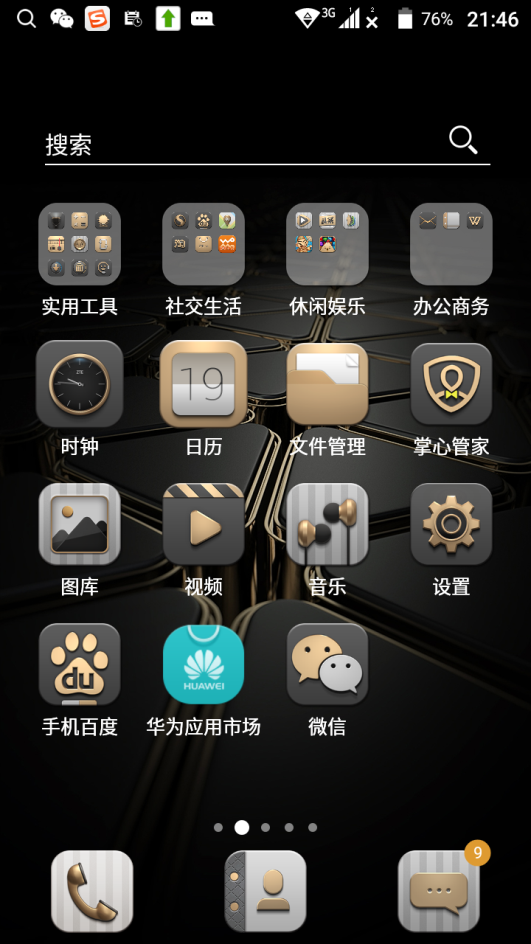 3G 1 2 76% 21:46
搜索
实用工具 社交生活 休闲娱乐 办公商务
19
时钟 日历 文件管理 掌心管家
图库 视频 音乐 设置
du HUAWEI
手机百度 华为应用市场 微信
9